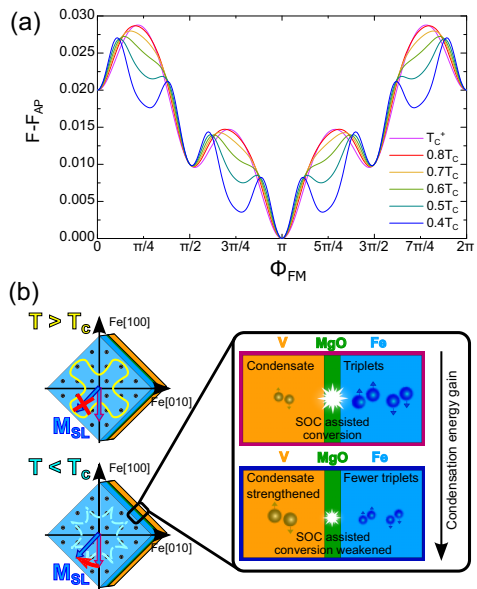 (a)
0.030
0.025
0.020
0.015
0.010
0.005
0.000
F-F_AP
T_C^+
0.8T_C
0.7T_C
0.6T_C
0.5T_C
0.4T_C
0 π/4 π/2 3π/4 π 5π/4 3π/2 7π/4 2π
Φ_FM
(b)
T > T_C
Fe[100]
Fe[010]
M_SL
T < T_C
Fe[100]
Fe[010]
M_SL
V MgO Fe
Condensate Triplets
SOC assisted
conversion
V MgO Fe
Condensate Fewer triplets
strengthened
SOC assisted
conversion weakened
Condensation energy gain